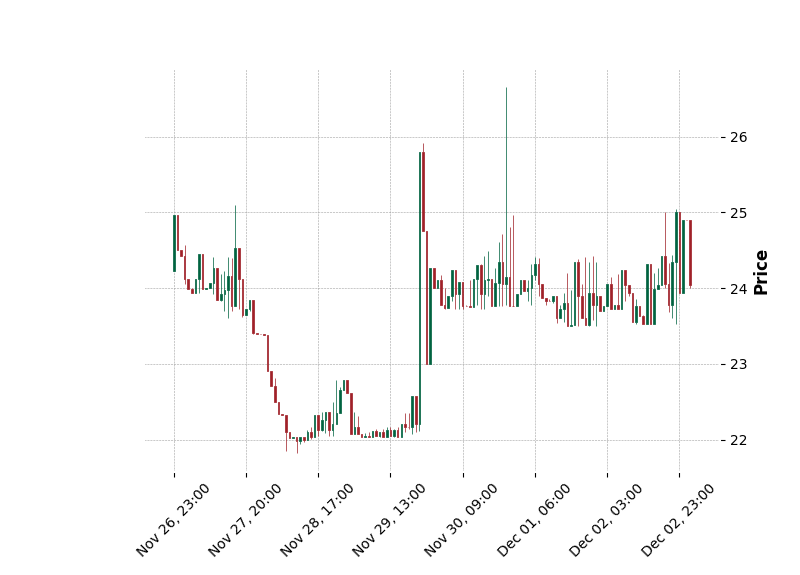 26
25
24
23
22
Price
Nov 26, 23:00
Nov 27, 20:00
Nov 28, 17:00
Nov 29, 13:00
Nov 30, 09:00
Dec 01, 06:00
Dec 02, 03:00
Dec 02, 23:00